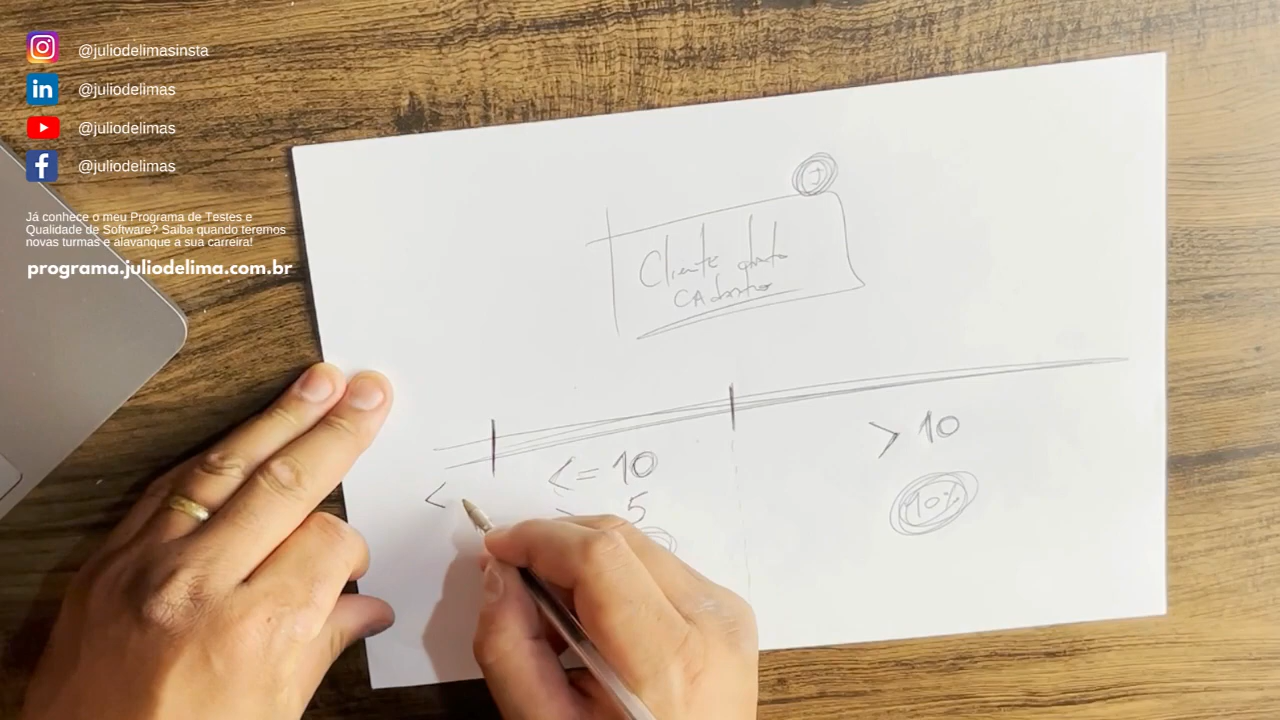 @juliodelimasinsta
@juliodelimas
@juliodelimas
@juliodelimas
Já conhece o meu Programa de Testes e
Qualidade de Software? Saiba quando teremos
novas turmas e alavanque a sua carreira!
programa.juliodelima.com.br
Cliente
> 10
<= 10
10%
<
5